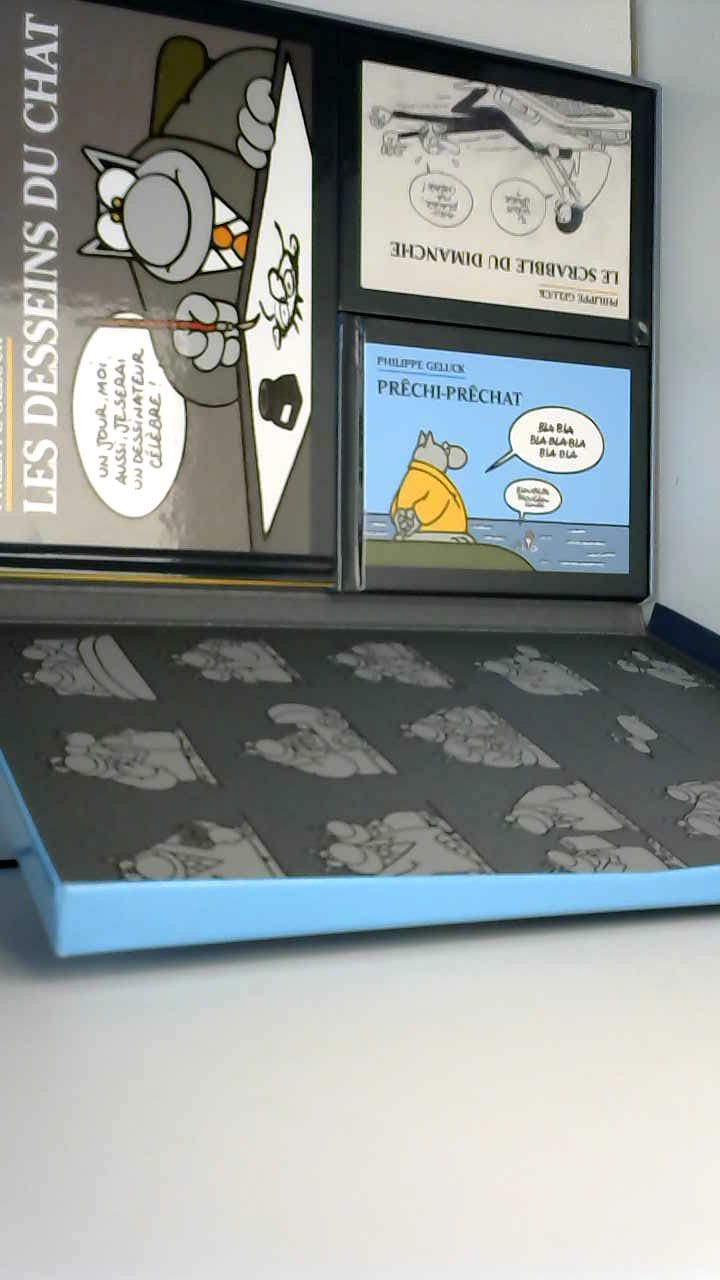 LES DESSEINS DU CHAT
UN JOUR, MOI
AUSSI, JE SERAI
UN DESSINATEUR
CÉLÈBRE !
PHILIPPE GELUCK
LE SCRABBLE DU DIMANCHE
PHILIPPE GELUCK
PRÊCHI-PRÊCHAT
BLA BLA
BLA BLA BLA
BLA BLA